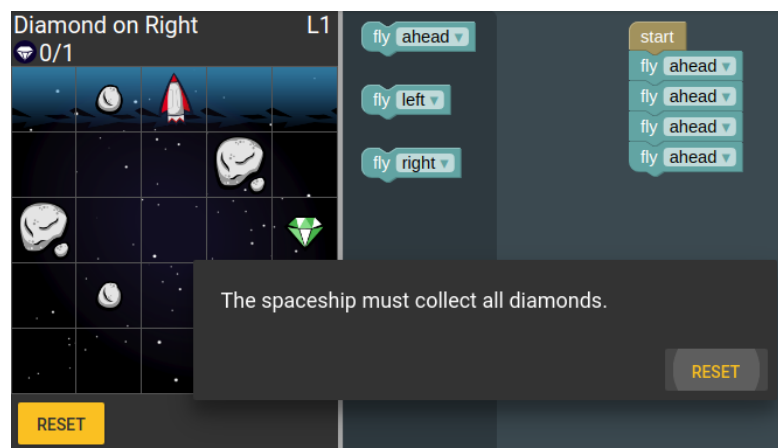 Diamond on Right L1
0/1
fly ahead
fly left
fly right
start
fly ahead
fly ahead
fly ahead
fly ahead
The spaceship must collect all diamonds.
RESET
RESET